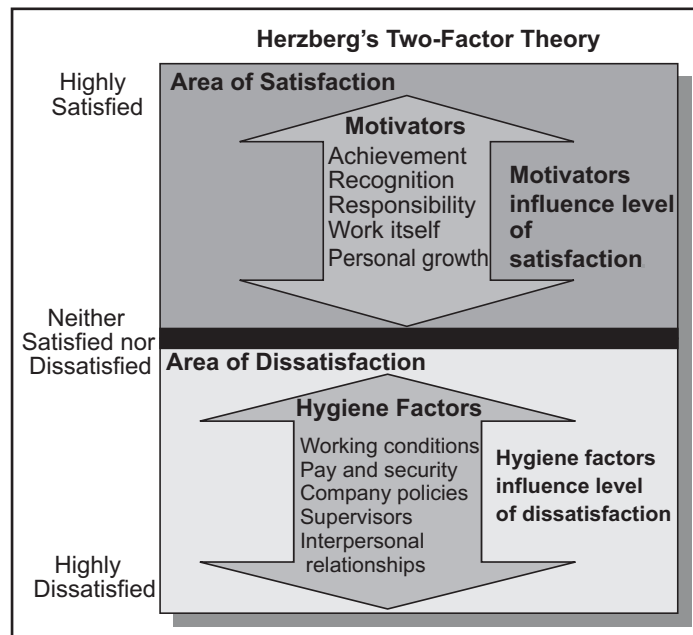 Herzberg's Two-Factor Theory
Highly
Satisfied
Area of Satisfaction
Motivators
Achievement
Recognition
Responsibility
Work itself
Personal growth
Motivators
influence level
of
satisfaction
Neither
Satisfied nor
Dissatisfied
Area of Dissatisfaction
Hygiene Factors
Working conditions
Pay and security
Company policies
Supervisors
Interpersonal
relationships
Hygiene factors
influence level
of dissatisfaction
Highly
Dissatisfied